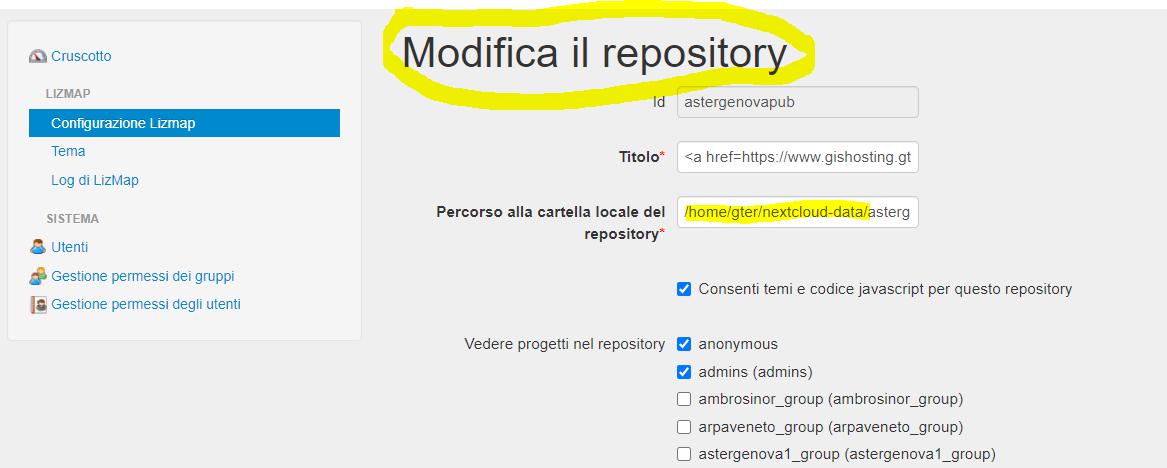 Cruscotto
LIZMAP
Configurazione Lizmap
Tema
Log di LizMap
SISTEMA
Utenti
Gestione permessi dei gruppi
Gestione permessi degli utenti
Modifica il repository
Id astergenovapub
Titolo* <a href=https://www.gishosting.gt
Percorso alla cartella locale del /home/gter/nextcloud-data/asterg
repository*
Consenti temi e codice javascript per questo repository
Vedere progetti nel repository anonymous
admins (admins)
ambrosinor_group (ambrosinor_group)
arpaveneto_group (arpaveneto_group)
astergenova1_group (astergenova1_group)